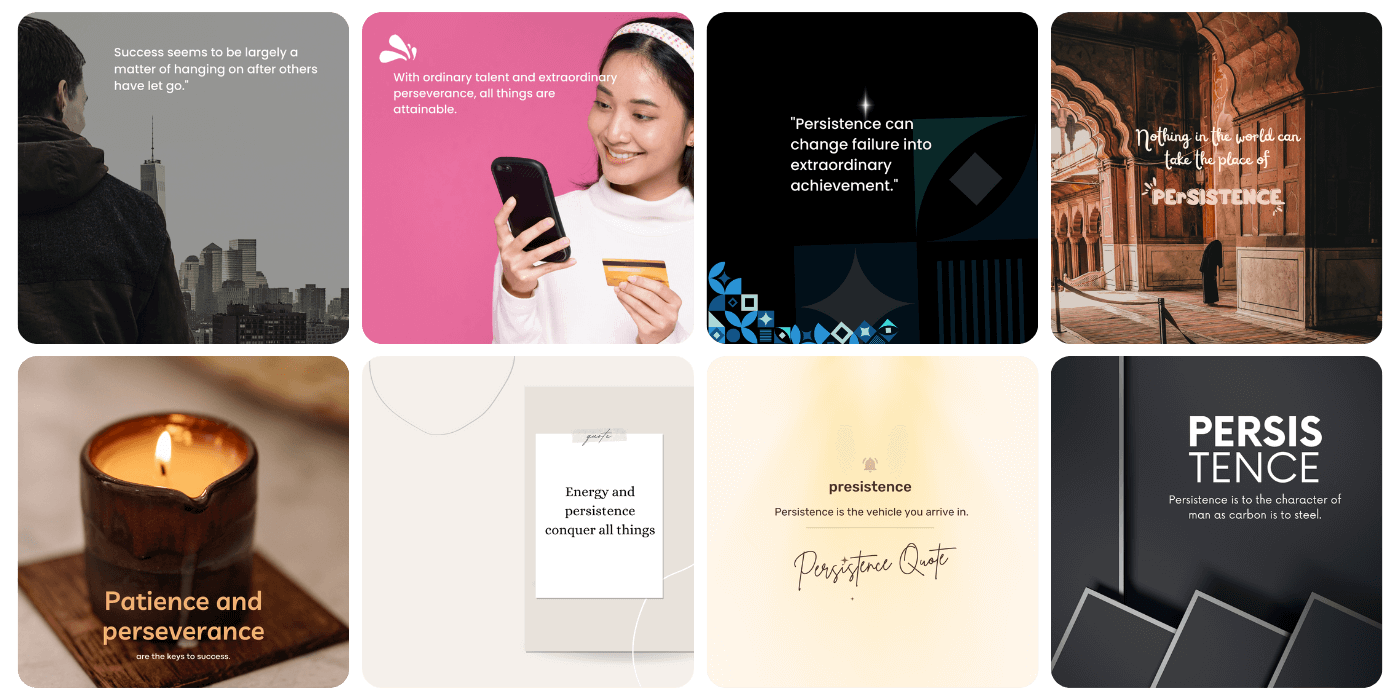 Success seems to be largely a
matter of hanging on after others
have let go."
With ordinary talent and extraordinary
perseverance, all things are
attainable.
"Persistence can
change failure into
extraordinary
achievement."
Nothing in the world can
take the place of
PErSISTENCE
Patience and
perseverance
are the keys to success.
quote
Energy and
persistence
conquer all things
presistence
Persistence is the vehicle you arrive in.
Persistence Quote
PERSIS
TENCE
Persistence is to the character of
man as carbon is to steel.